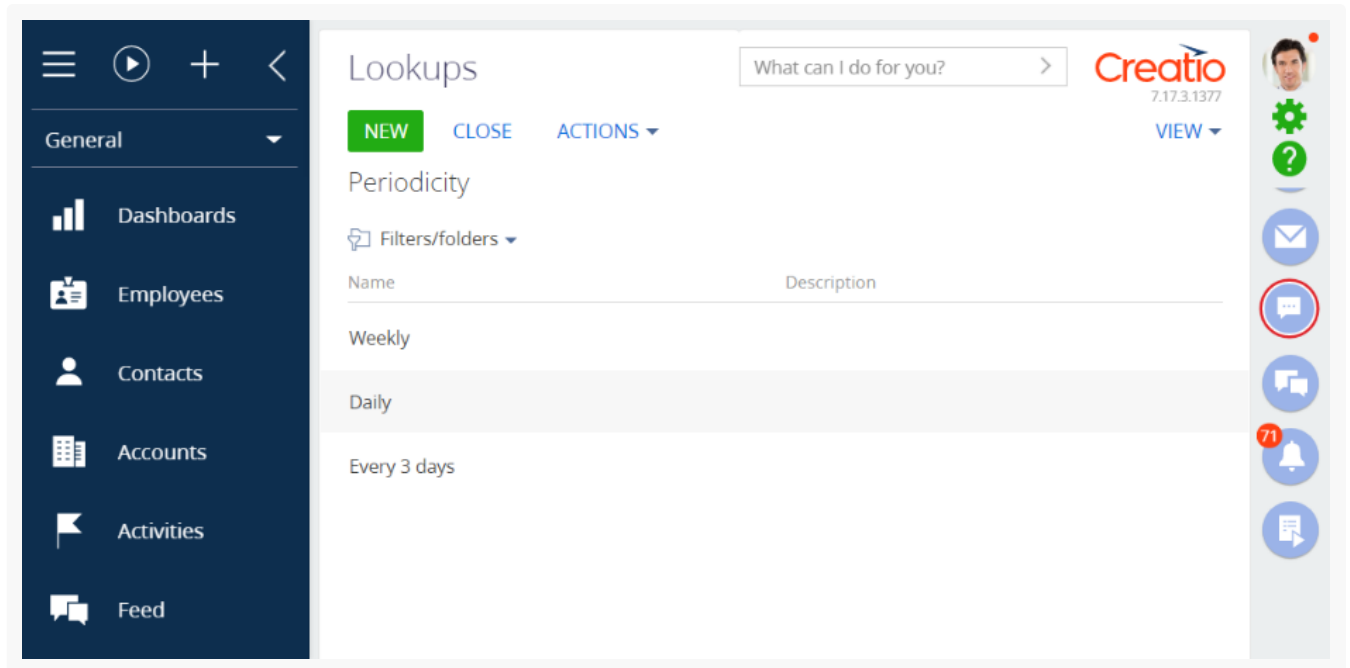 General
Dashboards
Employees
Contacts
Accounts
Activities
Feed
Lookups
What can I do for you?
Creatio
7.17.3.1377
NEW CLOSE ACTIONS VIEW
Periodicity
Filters/folders
Name Description
Weekly
Daily
Every 3 days
?
71